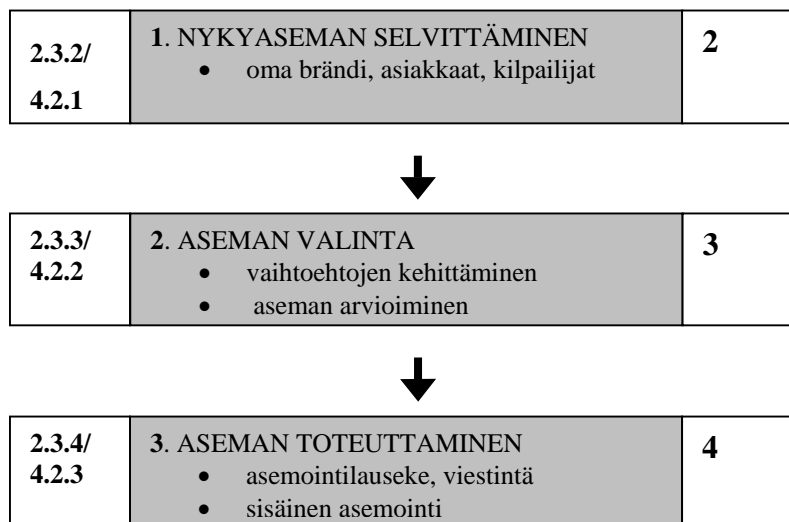 2.3.2/
4.2.1
1. NYKYASEMAN SELVITTÄMINEN
• oma brändi, asiakkaat, kilpailijat
2
2.3.3/
4.2.2
2. ASEMAN VALINTA
• vaihtoehtojen kehittäminen
• aseman arvioiminen
3
2.3.4/
4.2.3
3. ASEMAN TOTEUTTAMINEN
• asemointilauseke, viestintä
• sisäinen asemointi
4